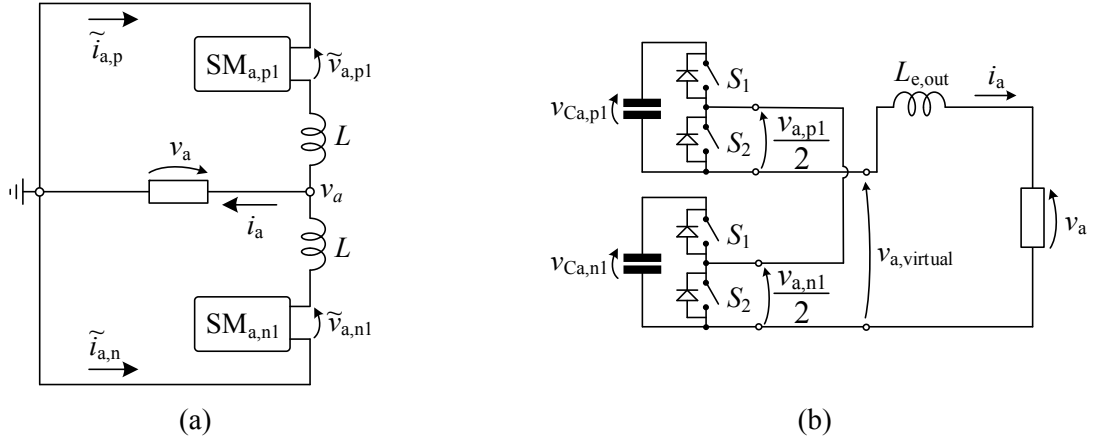 ĩa,p
SMa,p1
ṽa,p1
L
va
va
ia
L
SMa,n1
ṽa,n1
ĩa,n
(a)
vCa,p1
S1
S2
va,p1
2
Le,out
ia
va
va,virtual
vCa,n1
S1
S2
va,n1
2
(b)